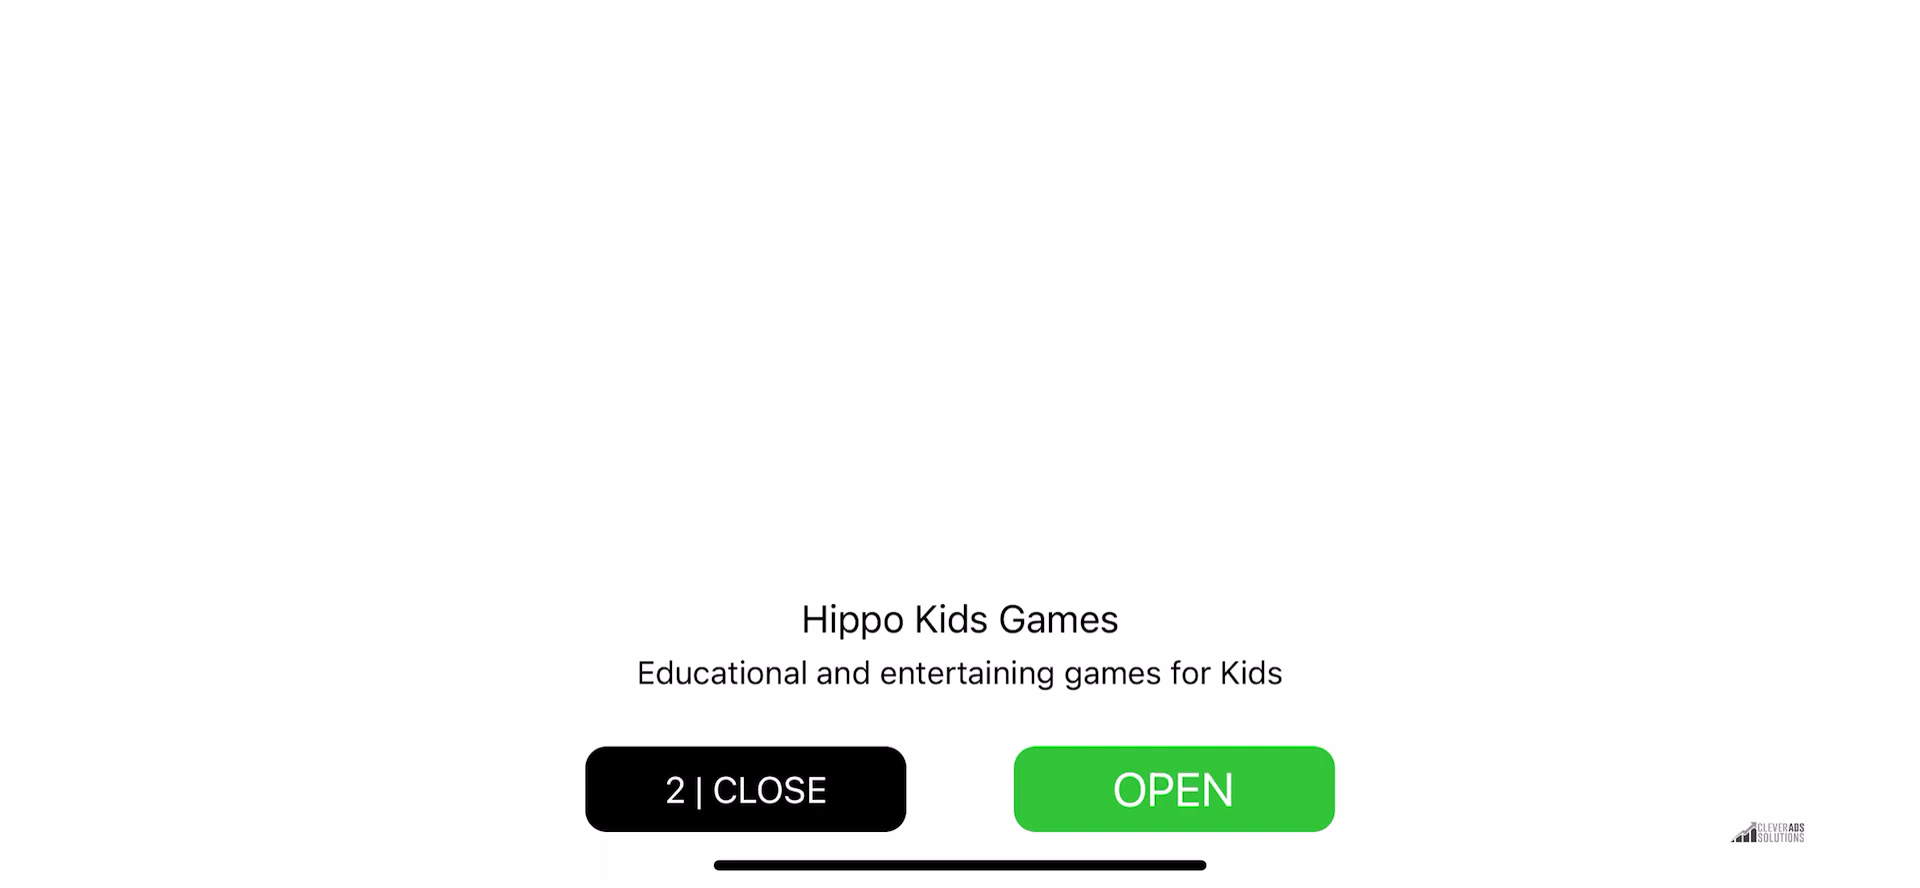 Hippo Kids Games
Educational and entertaining games for Kids
2 | CLOSE
OPEN
CLEVERADS
SOLUTIONS